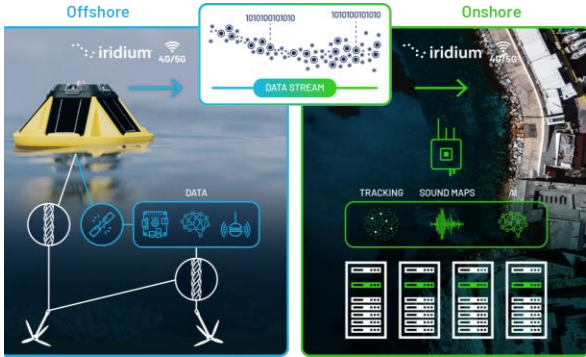 Offshore
Onshore
iridium
4G/5G
1010100101010
1010100101010
DATA STREAM
iridium
4G/5G
DATA
TRACKING
SOUND MAPS
AI